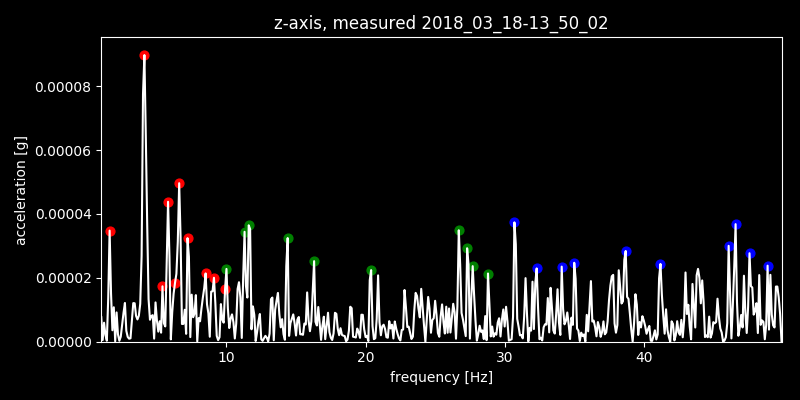 z-axis, measured 2018_03_18-13_50_02
acceleration [g]
0.00008
0.00006
0.00004
0.00002
0.00000
10 20 30 40
frequency [Hz]